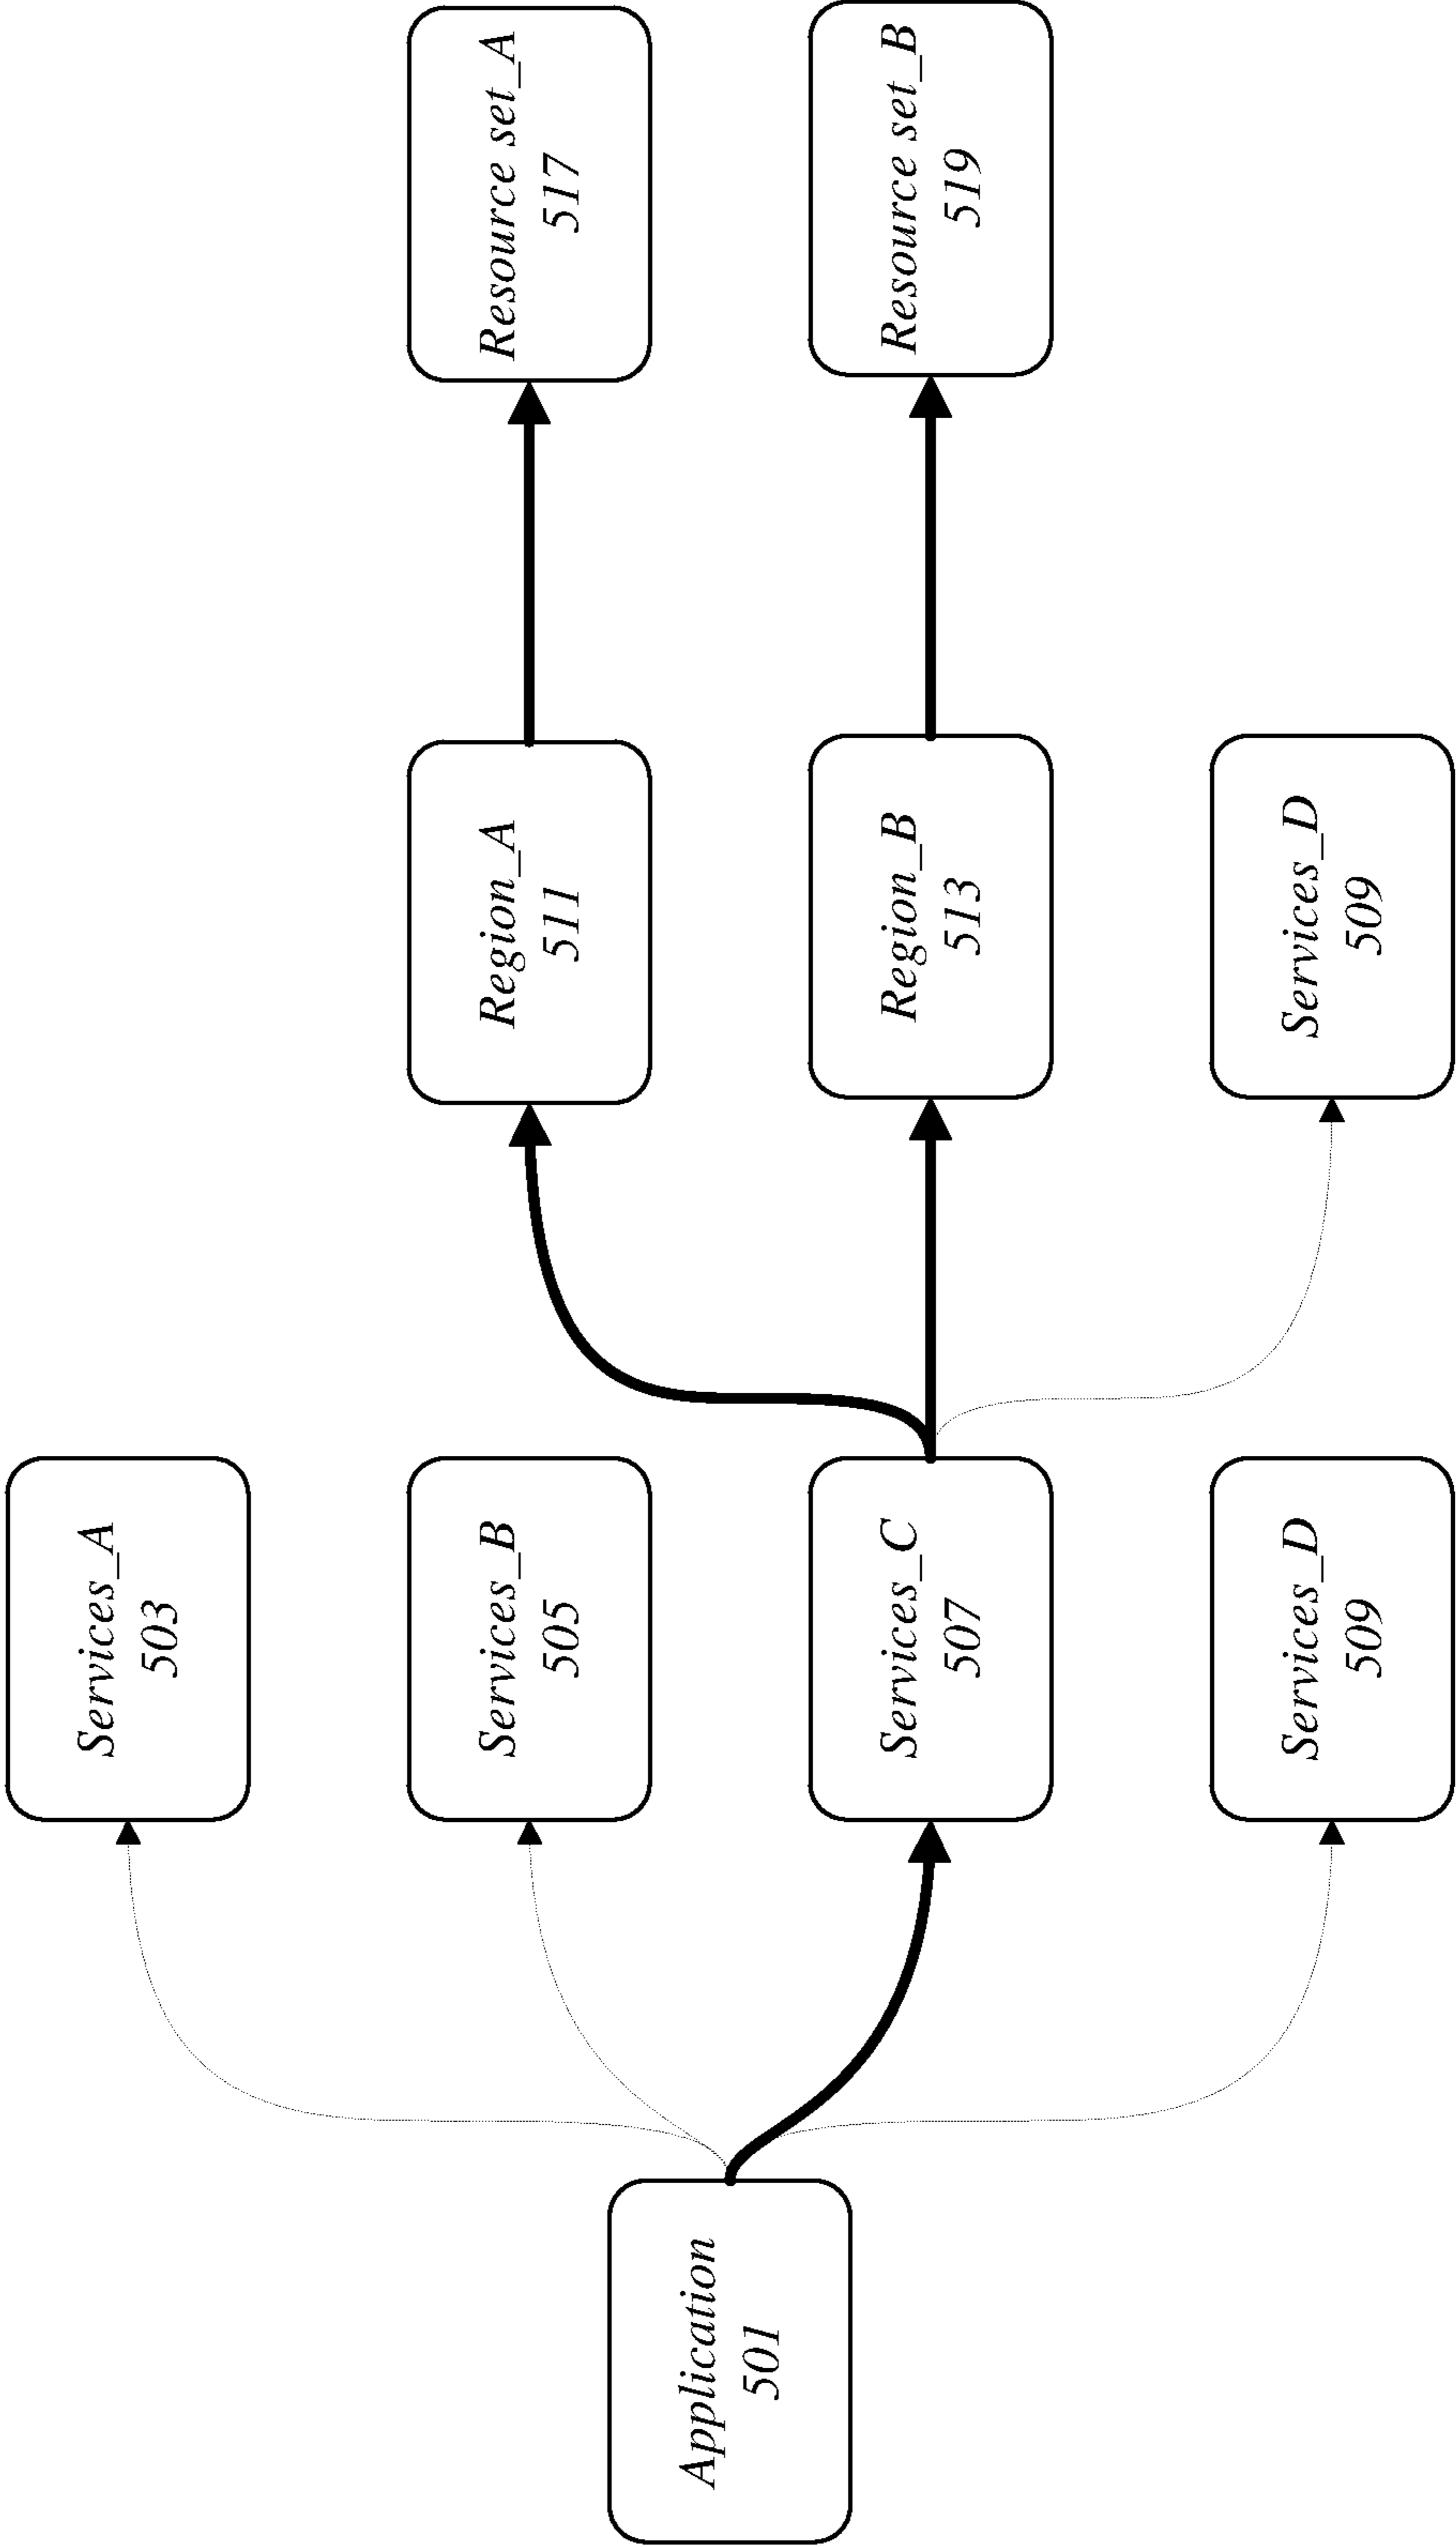 Application
501
Services_A
503
Services_B
505
Services_C
507
Services_D
509
Region_A
511
Region_B
513
Services_D
509
Resource set_A
517
Resource set_B
519